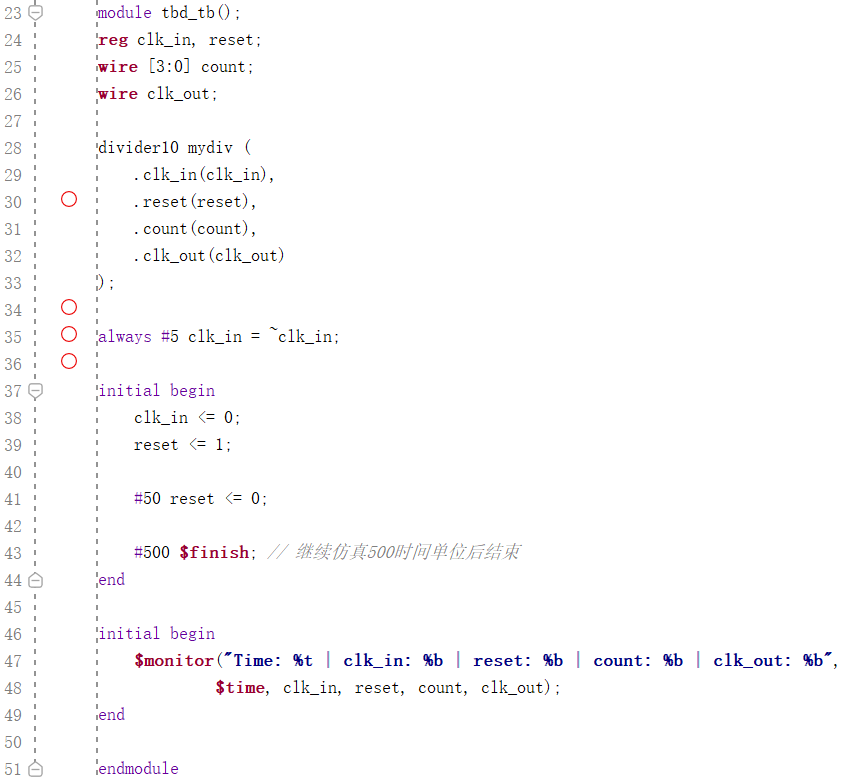 23 module tbd_tb();
24 reg clk_in, reset;
25 wire [3:0] count;
26 wire clk_out;
27
28 divider10 mydiv (
29 .clk_in(clk_in),
30 .reset(reset),
31 .count(count),
32 .clk_out(clk_out)
33 );
34
35 always #5 clk_in = ~clk_in;
36
37 initial begin
38 clk_in <= 0;
39 reset <= 1;
40
41 #50 reset <= 0;
42
43 #500 $finish; // 继续仿真500时间单位后结束
44 end
45
46 initial begin
47 $monitor("Time: %t | clk_in: %b | reset: %b | count: %b | clk_out: %b",
48 $time, clk_in, reset, count, clk_out);
49 end
50
51 endmodule